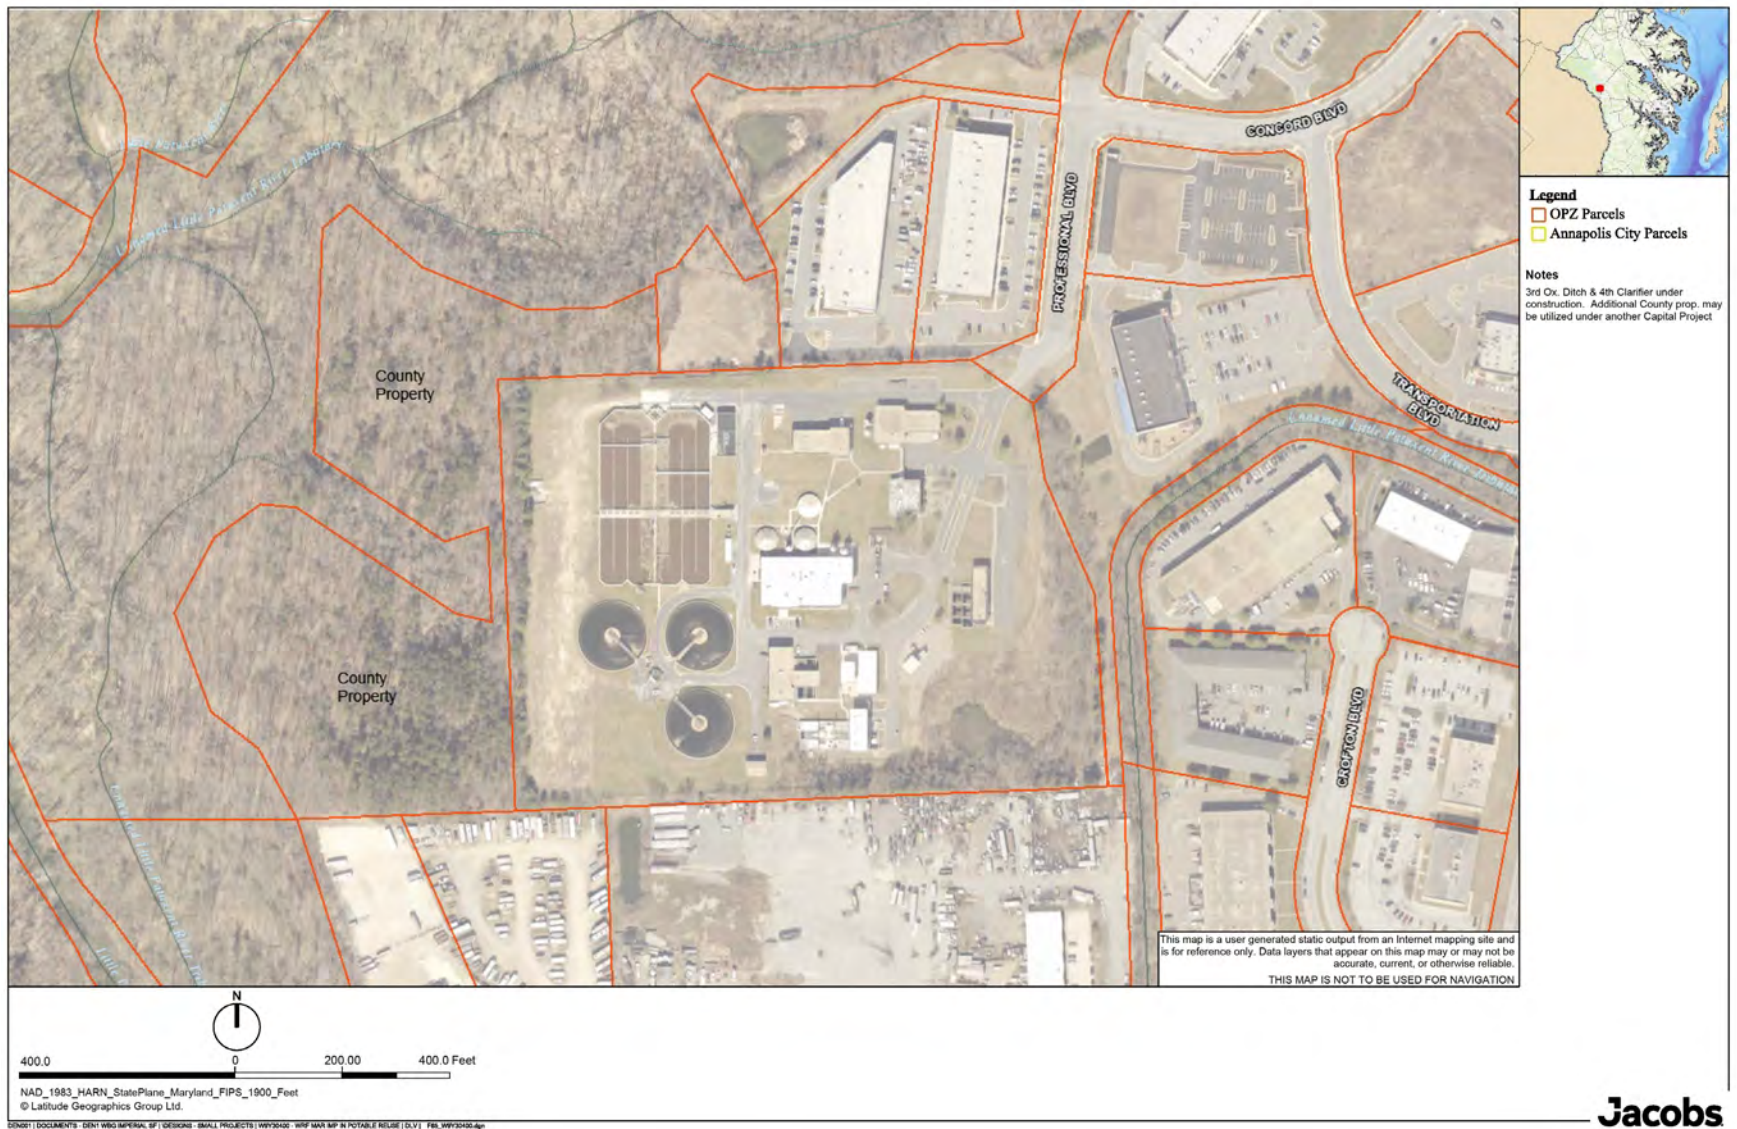 CONCORD BLVD
PROFESSIONAL BLVD
TRANSPORTATION
BLVD
CROFTON BLVD
Unnamed Little Patuxent River Tributary
Unnamed Little Patuxent River Tributary
County
Property
County
Property
Legend
OPZ Parcels
Annapolis City Parcels
Notes
3rd Ox. Ditch & 4th Clarifier under
construction. Additional County prop. may
be utilized under another Capital Project
This map is a user generated static output from an Internet mapping site and
is for reference only. Data layers that appear on this map may or may not be
accurate, current, or otherwise reliable.
THIS MAP IS NOT TO BE USED FOR NAVIGATION
N
400.0 0 200.00 400.0 Feet
NAD_1983_HARN_StatePlane_Maryland_FIPS_1900_Feet
© Latitude Geographics Group Ltd.
Jacobs